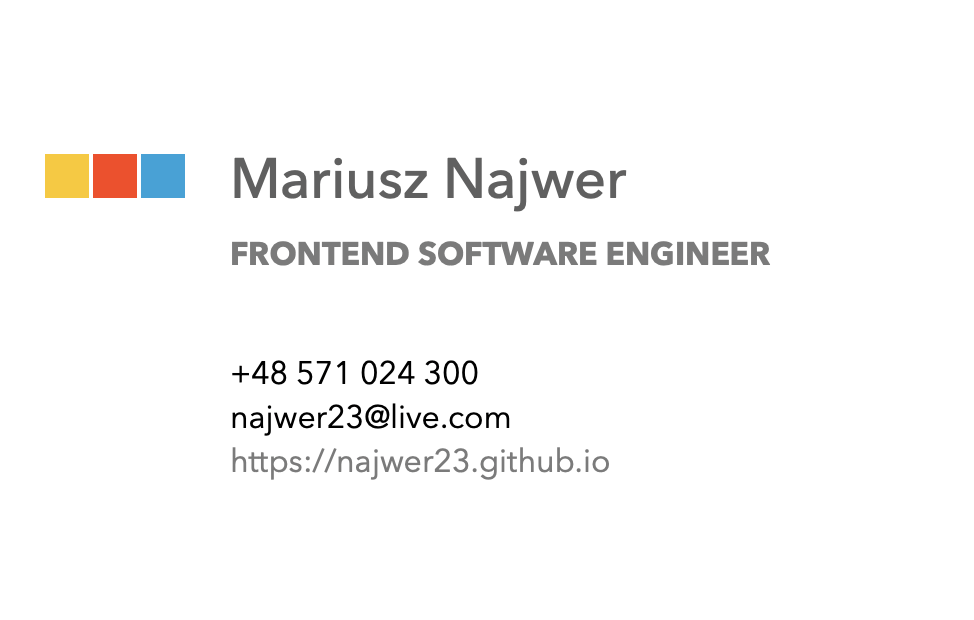 Mariusz Najwer
FRONTEND SOFTWARE ENGINEER
+48 571 024 300
najwer23@live.com
https://najwer23.github.io